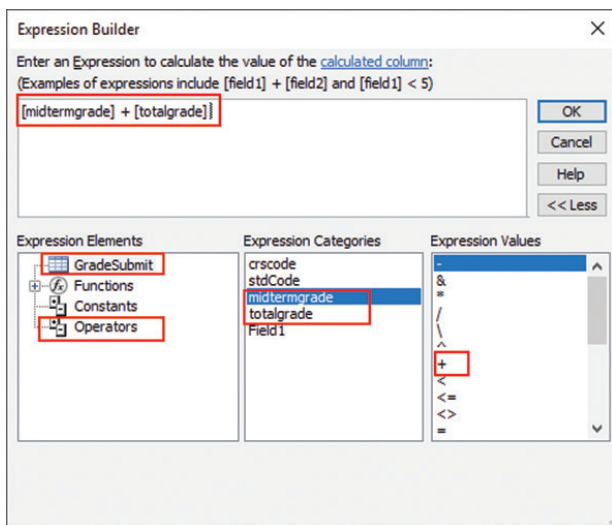 Expression Builder
Enter an Expression to calculate the value of the calculated column:
(Examples of expressions include [field1] + [field2] and [field1] < 5)
[midtermgrade] + [totalgrade]
OK
Cancel
Help
<< Less
Expression Elements
GradeSubmit
Functions
Constants
Operators
Expression Categories
crscode
stdCode
midtermgrade
totalgrade
Field1
Expression Values
-
&
*
/
\
^
+
<
<=
<>
=